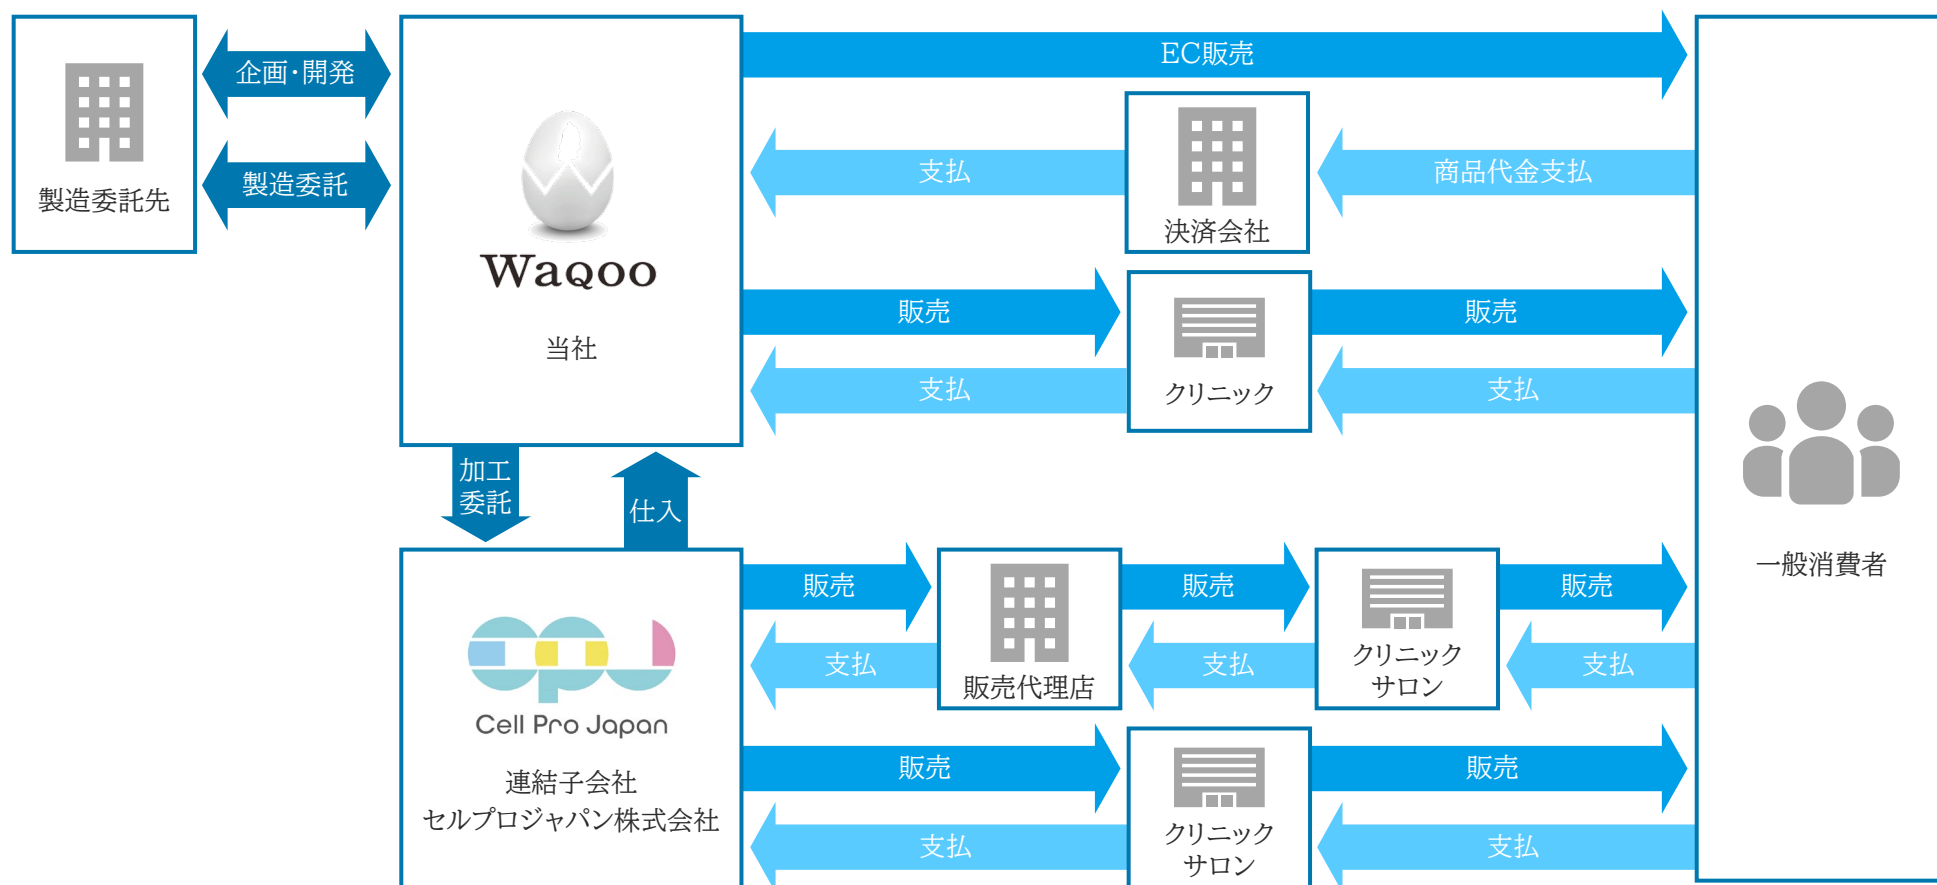 企画・開発
製造委託
製造委託先
Waqoo
当社
EC販売
支払
決済会社
商品代金支払
販売
クリニック
販売
支払
支払
加工
委託
仕入
一般消費者
Cell Pro Japan
連結子会社
セルプロジャパン株式会社
販売
販売代理店
販売
クリニック
サロン
販売
支払
支払
支払
販売
クリニック
サロン
販売
支払
支払